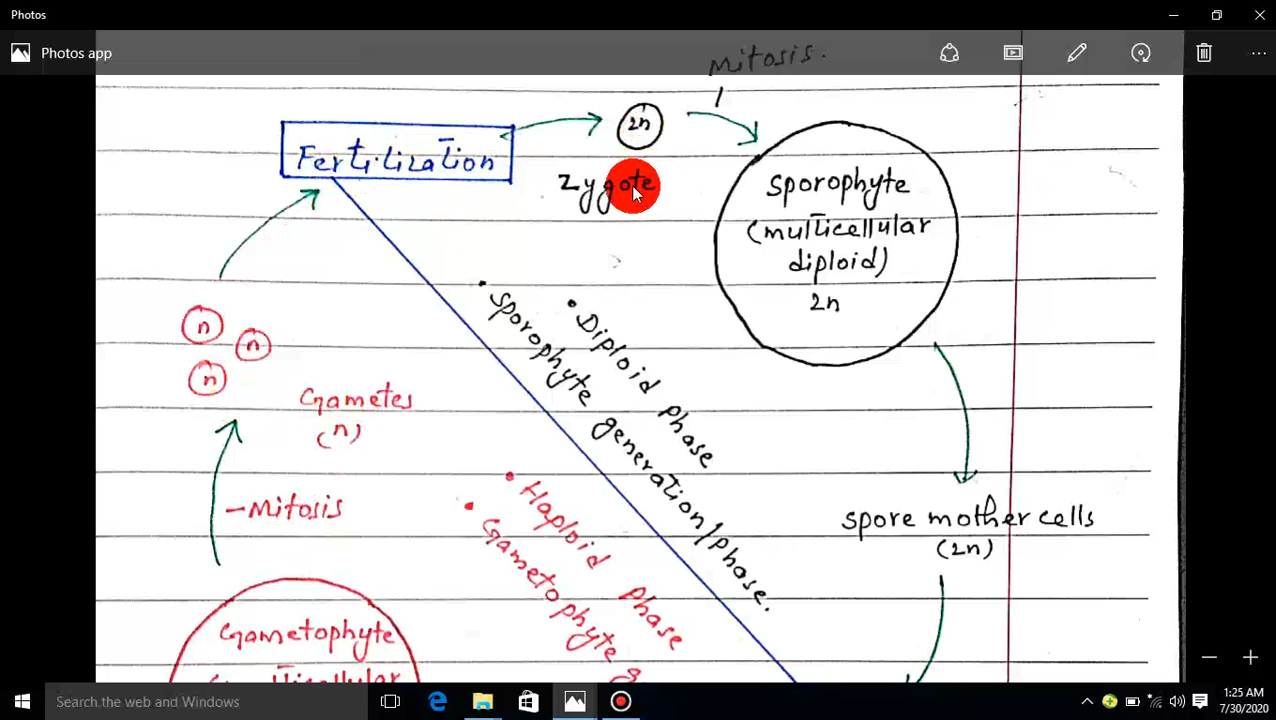 Photos
Photos app
Mitosis.
2n
Fertilization
Zygote
Sporophyte
(multicellular
diploid)
2n
n
n
n
Gametes
(n)
• Diploid phase
• Sporophyte generation/phase.
• Haploid phase
• Gametophyte g
- Mitosis
spore mother cells
(2n)
Gametophyte
Search the web and Windows
1:25 AM
7/30/2020